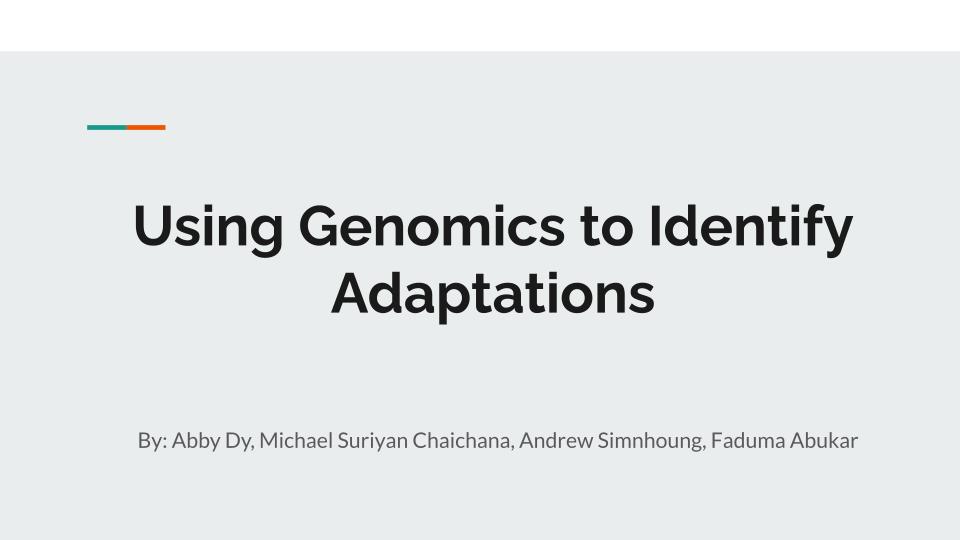 Using Genomics to Identify
Adaptations
By: Abby Dy, Michael Suriyan Chaichana, Andrew Simnhoung, Faduma Abukar